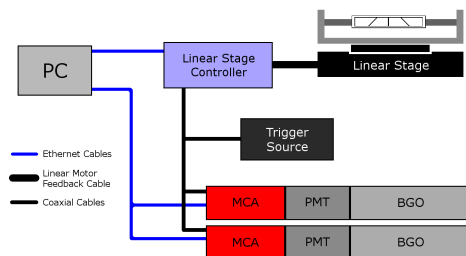 PC
Linear Stage
Controller
Linear Stage
Trigger
Source
Ethernet Cables
Linear Motor
Feedback Cable
Coaxial Cables
MCA
PMT
BGO
MCA
PMT
BGO